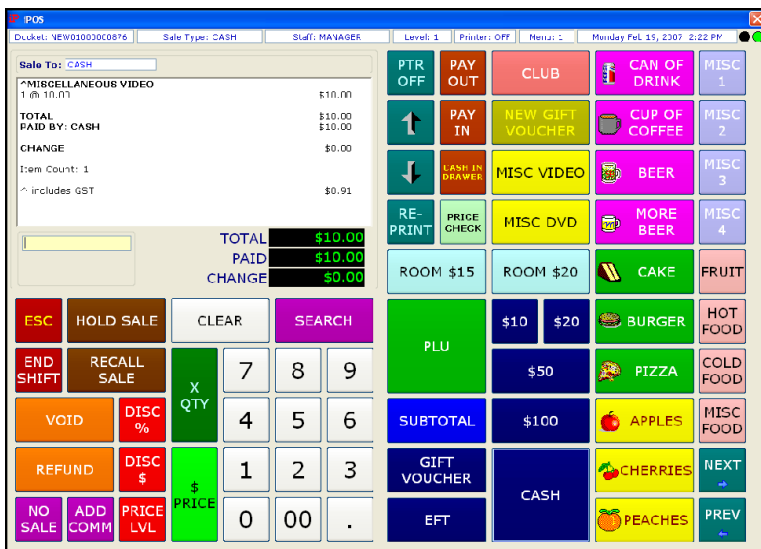 IPOS
Docket: NEW01000000876 Sale Type: CASH Staff: MANAGER Level: 1 Printer: OFF Menu: 1 Monday Feb 19, 2007 2:22 PM
Sale To: CASH
^MISCELLANEOUS VIDEO
1 @ 10.00 $10.00
TOTAL $10.00
PAID BY: CASH $10.00
CHANGE $0.00
Item Count: 1
^ includes GST $0.91
TOTAL $10.00
PAID $10.00
CHANGE $0.00
ESC HOLD SALE CLEAR SEARCH
END SHIFT
RECALL SALE
X QTY
7 8 9
VOID
DISC %
4 5 6
REFUND
DISC $
$ PRICE
1 2 3
NO SALE
ADD COMM
PRICE LVL
0 00 .
PTR OFF
PAY OUT
CLUB
CAN OF DRINK
MISC 1
PAY IN
NEW GIFT VOUCHER
CUP OF COFFEE
MISC 2
CASH IN DRAWER
MISC VIDEO
BEER
MISC 3
RE-PRINT
PRICE CHECK
MISC DVD
MORE BEER
MISC 4
ROOM $15 ROOM $20 CAKE FRUIT
PLU
$10 $20
BURGER
HOT FOOD
$50
PIZZA
COLD FOOD
SUBTOTAL
$100
APPLES
MISC FOOD
GIFT VOUCHER
CASH
CHERRIES
NEXT
EFT
PEACHES
PREV